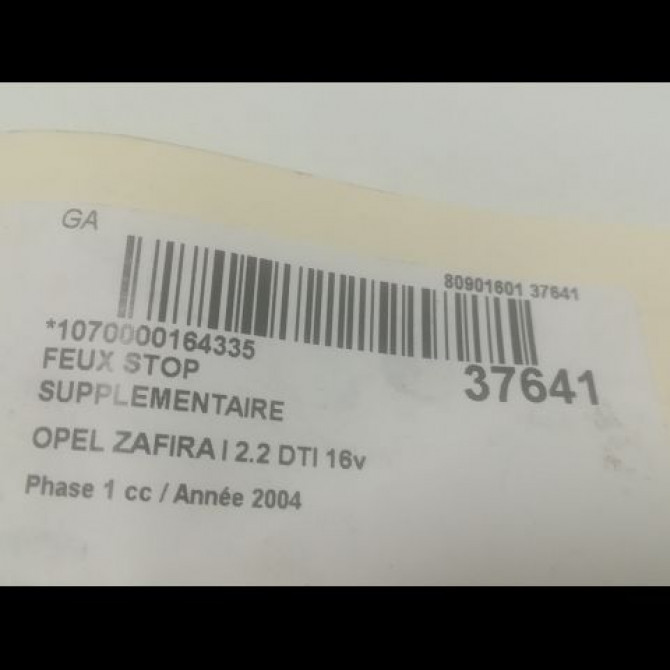 GA
80901601 37641
*1070000164335
37641
FEUX STOP
SUPPLEMENTAIRE
OPEL ZAFIRA I 2.2 DTI 16v
Phase 1 cc / Année 2004